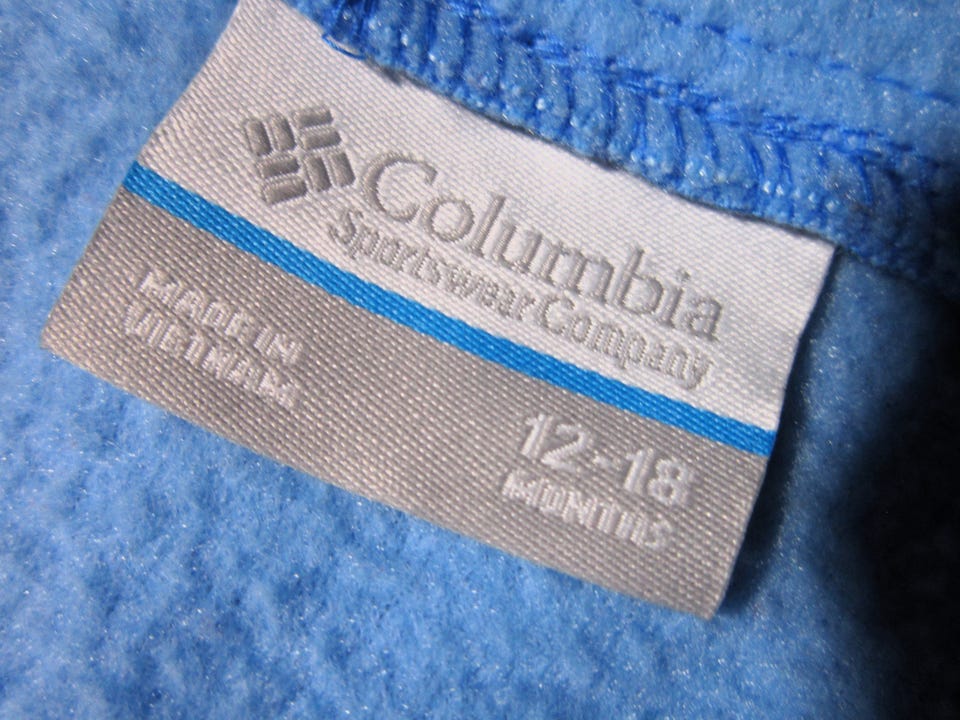 Columbia
Sportswear Company
MADE IN
VIETNAM
12-18
MONTHS